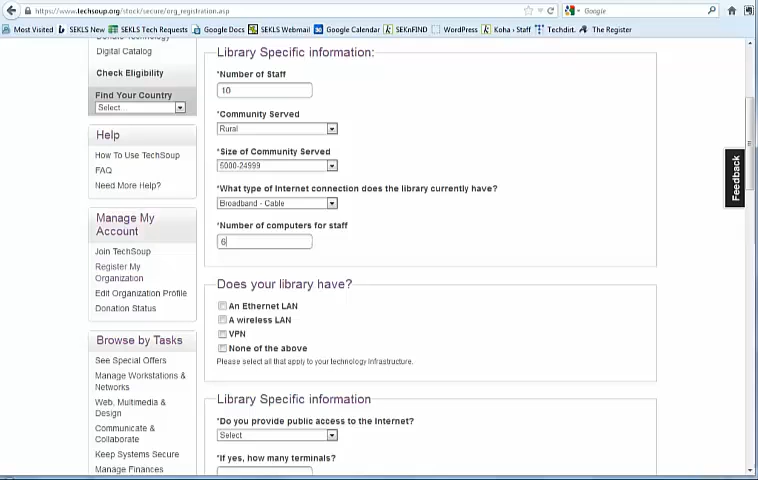 https://www.techsoup.org/stock/secure/org_registration.asp
Google
Most Visited
SEKLS New
SEKLS Tech Requests
Google Docs
SEKLS Webmail
Google Calendar
SEKnFIND
WordPress
Koha › Staff
Techdirt.
The Register
Digital Catalog
Check Eligibility
Find Your Country
Select...
Help
How To Use TechSoup
FAQ
Need More Help?
Manage My
Account
Join TechSoup
Register My
Organization
Edit Organization Profile
Donation Status
Browse by Tasks
See Special Offers
Manage Workstations &
Networks
Web, Multimedia &
Design
Communicate &
Collaborate
Keep Systems Secure
Manage Finances
Library Specific information:
*Number of Staff
10
*Community Served
Rural
*Size of Community Served
5000-24999
*What type of Internet connection does the library currently have?
Broadband - Cable
*Number of computers for staff
6
Does your library have?
An Ethernet LAN
A wireless LAN
VPN
None of the above
Please select all that apply to your technology Infrastructure.
Library Specific information
*Do you provide public access to the Internet?
Select
*If yes, how many terminals?
Feedback